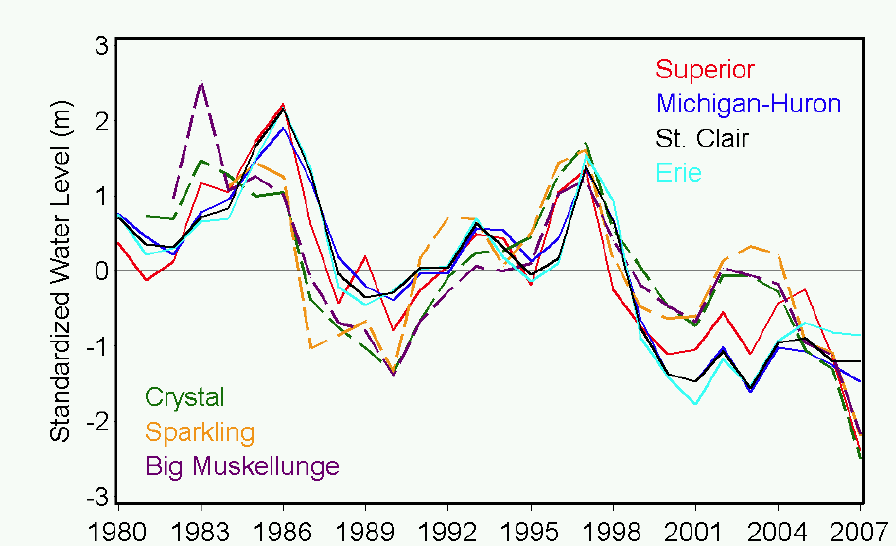 Standardized Water Level (m)
3
2
1
0
-1
-2
-3
Superior
Michigan-Huron
St. Clair
Erie
Crystal
Sparkling
Big Muskellunge
1980 1983 1986 1989 1992 1995 1998 2001 2004 2007